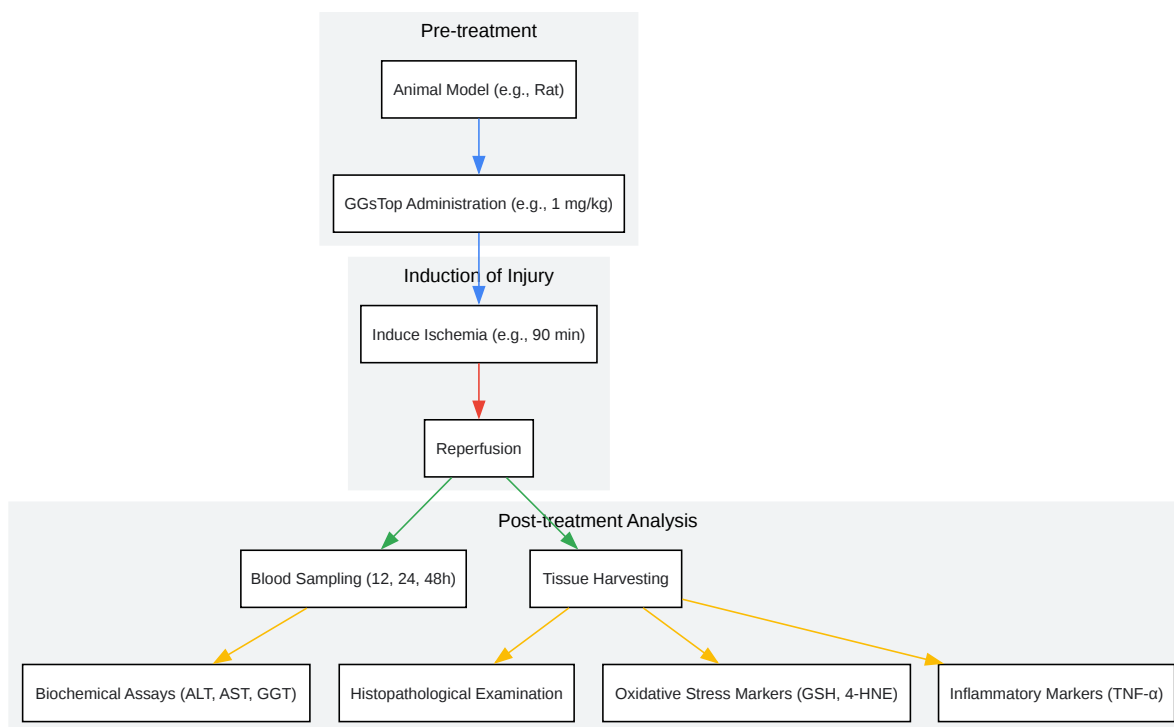 Pre-treatment
Animal Model (e.g., Rat)
GGsTop Administration (e.g., 1 mg/kg)
Induction of Injury
Induce Ischemia (e.g., 90 min)
Reperfusion
Post-treatment Analysis
Blood Sampling (12, 24, 48h)
Tissue Harvesting
Biochemical Assays (ALT, AST, GGT)
Histopathological Examination
Oxidative Stress Markers (GSH, 4-HNE)
Inflammatory Markers (TNF-α)